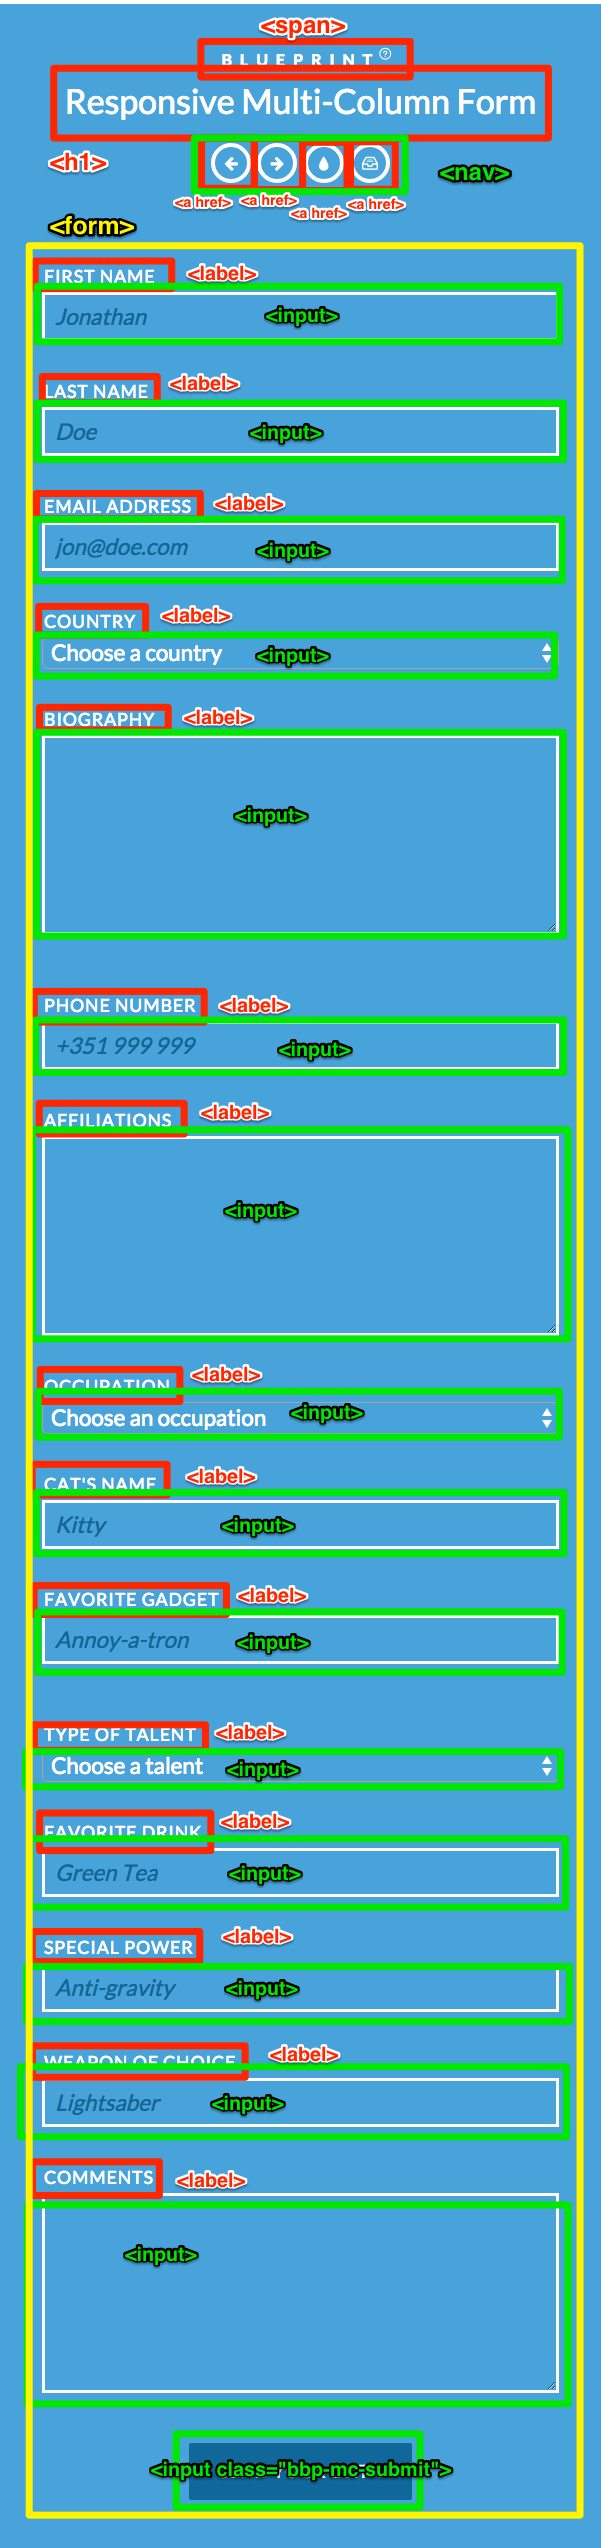 <span>
BLUEPRINT
Responsive Multi-Column Form
<h1>
<nav>
<a href> <a href> <a href> <a href>
<form>
FIRST NAME <label>
Jonathan <input>
LAST NAME <label>
Doe <input>
EMAIL ADDRESS <label>
jon@doe.com <input>
COUNTRY <label>
Choose a country <input>
BIOGRAPHY <label>
<input>
PHONE NUMBER <label>
+351 999 999 <input>
AFFILIATIONS <label>
<input>
OCCUPATION <label>
Choose an occupation <input>
CAT'S NAME <label>
Kitty <input>
FAVORITE GADGET <label>
Annoy-a-tron <input>
TYPE OF TALENT <label>
Choose a talent <input>
FAVORITE DRINK <label>
Green Tea <input>
SPECIAL POWER <label>
Anti-gravity <input>
WEAPON OF CHOICE <label>
Lightsaber <input>
COMMENTS <label>
<input>
<input class="bbp-mc-submit">